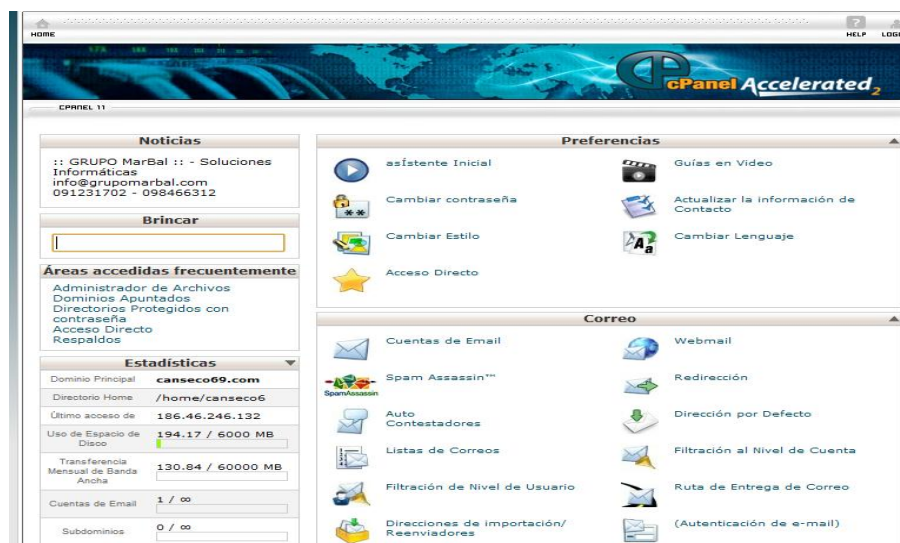 HOME
HELP
cPanel Accelerated2
CPANEL 11
Noticias
:: GRUPO MarBal :: - Soluciones
Informáticas
info@grupomarbal.com
091231702 - 098466312
Brincar
Áreas accedidas frecuentemente
Administrador de Archivos
Dominios Apuntados
Directorios Protegidos con
contraseña
Acceso Directo
Respaldos
Estadísticas
Dominio Principal canseco69.com
Directorio Home /home/canseco6
Último acceso de 186.46.246.132
Uso de Espacio de
Disco
194.17 / 6000 MB
Transferencia
Mensual de Banda
Ancha
130.84 / 60000 MB
Cuentas de Email 1 / ∞
Subdominios 0 / ∞
Preferencias
asÍstente Inicial
Guías en Video
Cambiar contraseña
Actualizar la información de
Contacto
Cambiar Estilo
Cambiar Lenguaje
Acceso Directo
Correo
Cuentas de Email
Webmail
SpamAssassin
Spam Assassin™
Redirección
Auto
Contestadores
Dirección por Defecto
Listas de Correos
Filtración al Nivel de Cuenta
Filtración de Nivel de Usuario
Ruta de Entrega de Correo
Direcciones de importación/
Reenviadores
(Autenticación de e-mail)